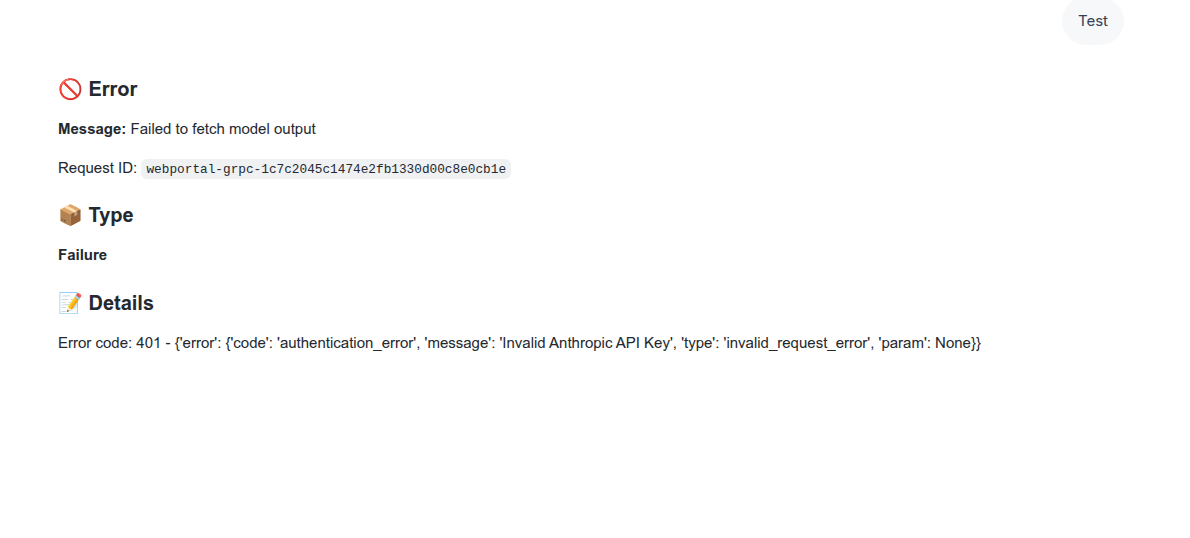 Test
🚫 Error
Message: Failed to fetch model output
Request ID: webportal-grpc-1c7c2045c1474e2fb1330d00c8e0cb1e
📦 Type
Failure
📝 Details
Error code: 401 - {'error': {'code': 'authentication_error', 'message': 'Invalid Anthropic API Key', 'type': 'invalid_request_error', 'param': None}}